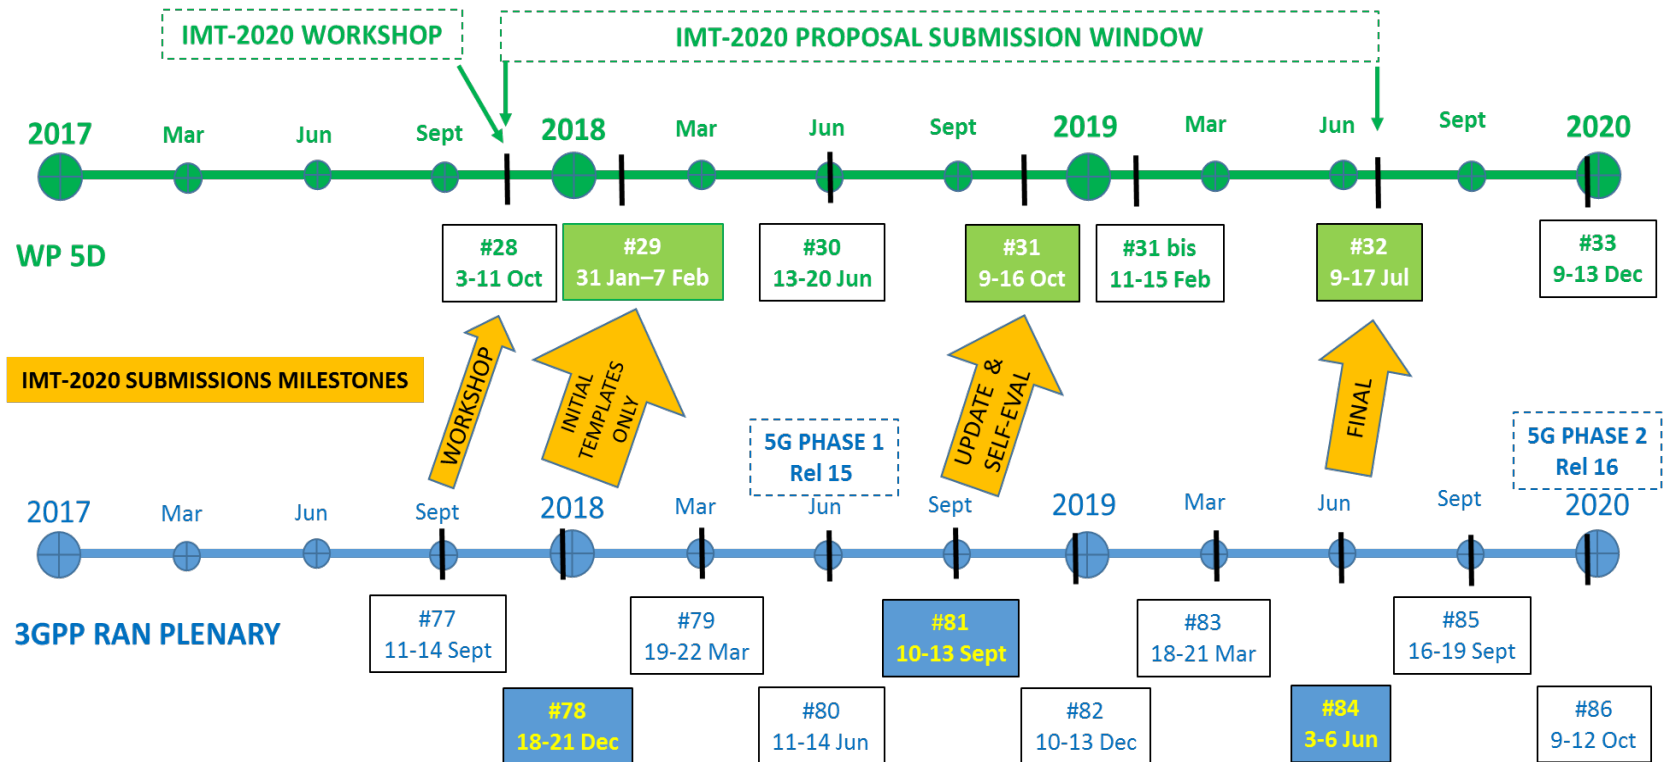 IMT-2020 WORKSHOP
IMT-2020 PROPOSAL SUBMISSION WINDOW
2017
Mar
Jun
Sept
2018
Mar
Jun
Sept
2019
Mar
Jun
Sept
2020
WP 5D
#28
3-11 Oct
#29
31 Jan–7 Feb
#30
13-20 Jun
#31
9-16 Oct
#31 bis
11-15 Feb
#32
9-17 Jul
#33
9-13 Dec
IMT-2020 SUBMISSIONS MILESTONES
WORKSHOP
INITIAL
TEMPLATES
ONLY
UPDATE &
SELF-EVAL
FINAL
5G PHASE 1
Rel 15
5G PHASE 2
Rel 16
2017
Mar
Jun
Sept
2018
Mar
Jun
Sept
2019
Mar
Jun
Sept
2020
3GPP RAN PLENARY
#77
11-14 Sept
#78
18-21 Dec
#79
19-22 Mar
#80
11-14 Jun
#81
10-13 Sept
#82
10-13 Dec
#83
18-21 Mar
#84
3-6 Jun
#85
16-19 Sept
#86
9-12 Oct